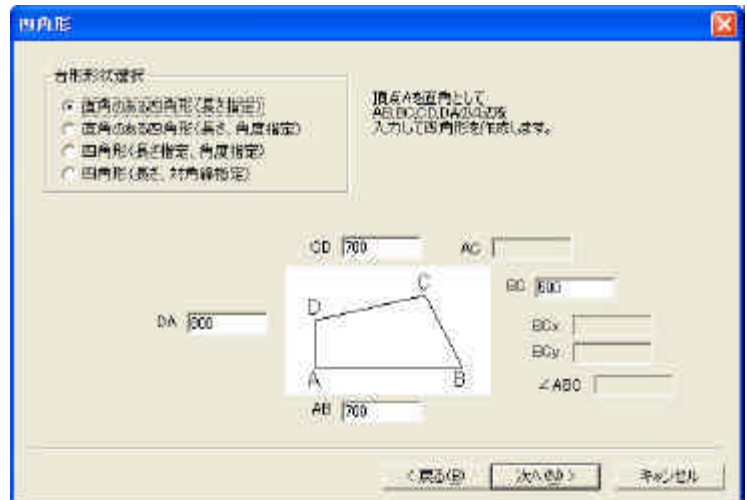 四角形
台形形状選択
直角のある四角形(長さ指定)
直角のある四角形(長さ、角度指定)
四角形(長さ指定、角度指定)
四角形(長さ、対角線指定)
頂点Aを直角として
AB,BC,CD,DAの4辺を
入力して四角形を作成します。
CD 700
AC
BC 600
DA
D
C
A
B
BCx
BCy
∠ABC
AB 700
< 戻る(B)
次へ(N) >
キャンセル